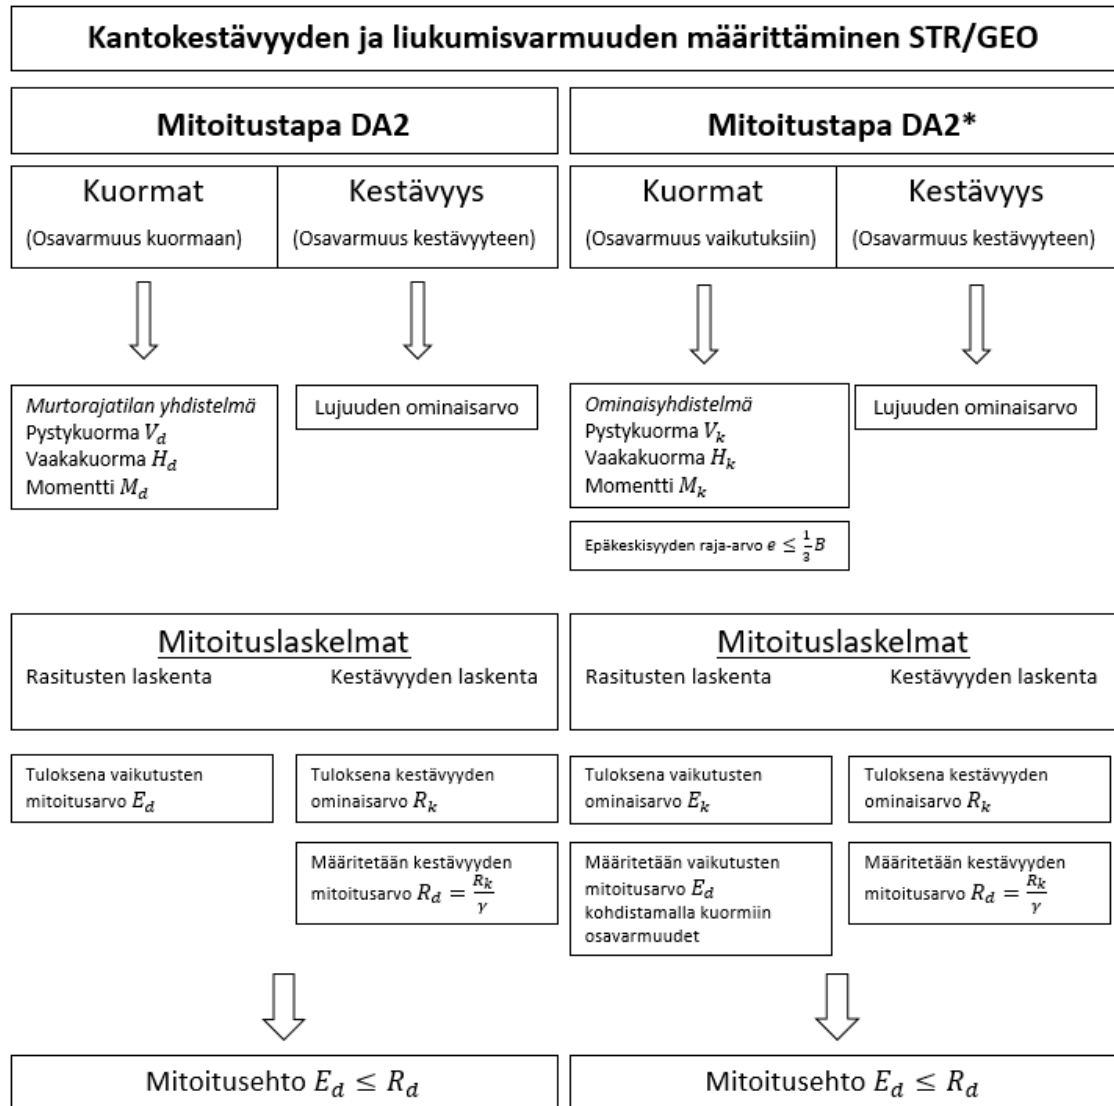 Kantokestävyyden ja liukumisvarmuuden määrittäminen STR/GEO
Mitoitustapa DA2
Mitoitustapa DA2*
Kuormat
(Osavarmuus kuormaan)
Kestävyys
(Osavarmuus kestävyyteen)
Kuormat
(Osavarmuus vaikutuksiin)
Kestävyys
(Osavarmuus kestävyyteen)
Murtorajatilan yhdistelmä
Pystykuorma V_d
Vaakakuorma H_d
Momentti M_d
Lujuuden ominaisarvo
Ominaisyhdistelmä
Pystykuorma V_k
Vaakakuorma H_k
Momentti M_k
Lujuuden ominaisarvo
Epäkeskisyyden raja-arvo e ≤ 1/3 B
Mitoituslaskelmat
Rasitusten laskenta
Kestävyyden laskenta
Mitoituslaskelmat
Rasitusten laskenta
Kestävyyden laskenta
Tuloksena vaikutusten
mitoitusarvo E_d
Tuloksena kestävyyden
ominaisarvo R_k
Tuloksena vaikutusten
ominaisarvo E_k
Tuloksena kestävyyden
ominaisarvo R_k
Määritetään kestävyyden
mitoitusarvo R_d = R_k/γ
Määritetään vaikutusten
mitoitusarvo E_d
kohdistamalla kuormiin
osavarmuudet
Määritetään kestävyyden
mitoitusarvo R_d = R_k/γ
Mitoitusehto E_d ≤ R_d
Mitoitusehto E_d ≤ R_d